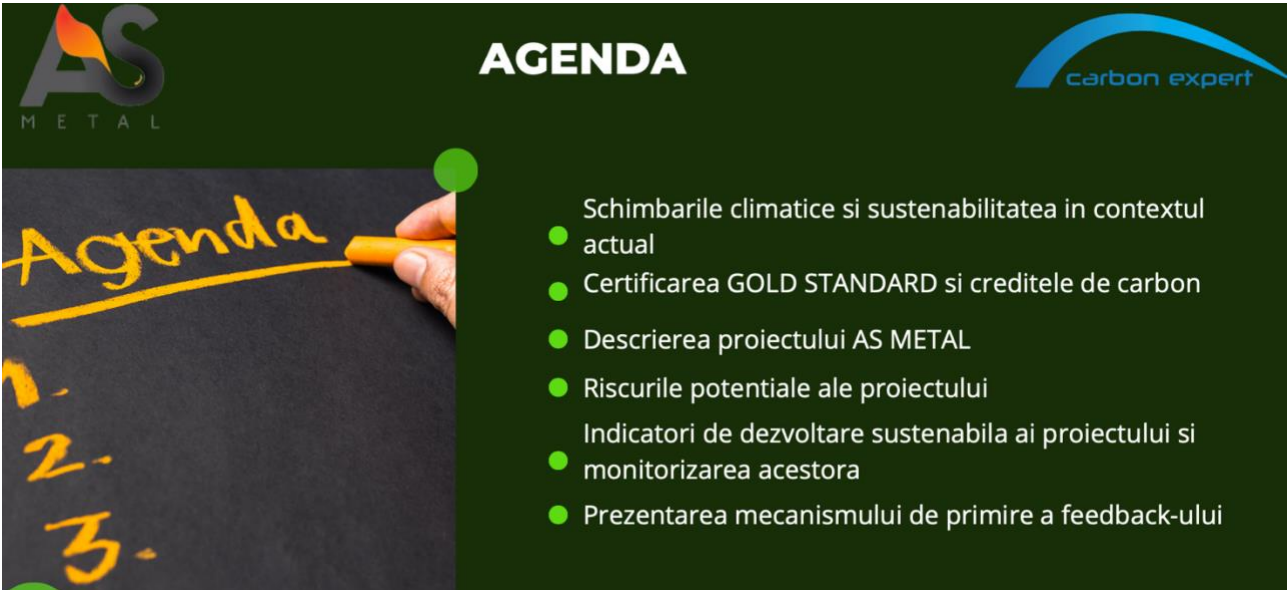 AS
METAL
AGENDA
carbon expert
Agenda
1.
2.
3.
Schimbarile climatice si sustenabilitatea in contextul
actual
Certificarea GOLD STANDARD si creditele de carbon
Descrierea proiectului AS METAL
Riscurile potentiale ale proiectului
Indicatori de dezvoltare sustenabila ai proiectului si
monitorizarea acestora
Prezentarea mecanismului de primire a feedback-ului